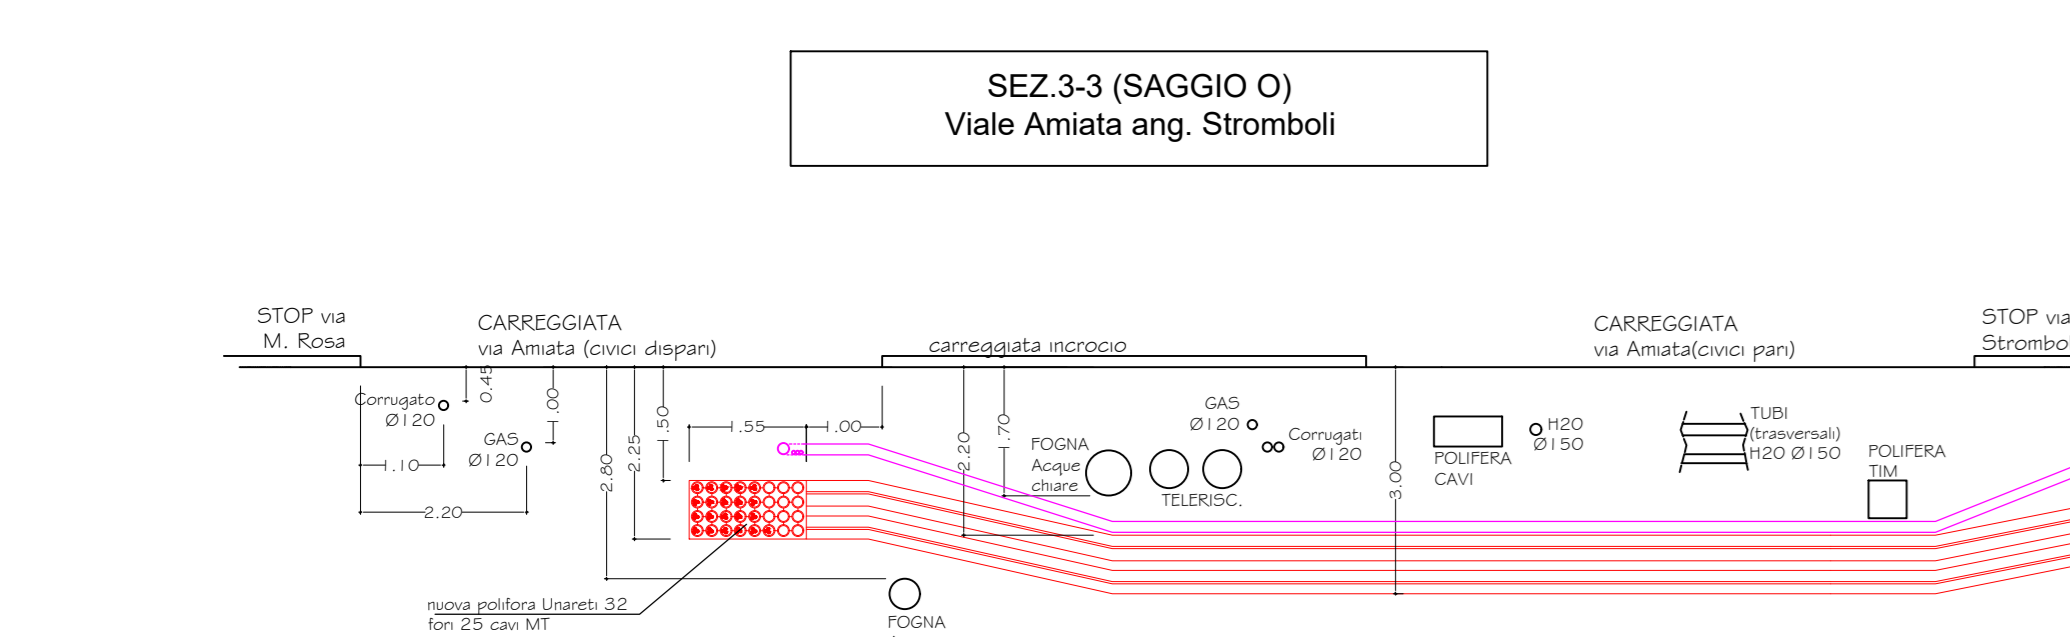 SEZ.3-3 (SAGGIO O)
Viale Amiata ang. Stromboli
STOP via
M. Rosa
CARREGGIATA
via Amiata (civici dispari)
carreggiata incrocio
CARREGGIATA
via Amiata(civici pari)
STOP via
Strombol
0.45
1.00
Corrugato
Ø120
GAS
Ø120
1.10
2.20
2.80
2.25
1.50
1.55
1.00
2.20
1.70
FOGNA
Acque
chiare
TELERISC.
GAS
Ø120
Corrugati
Ø120
3.00
POLIFERA
CAVI
H20
Ø150
TUBI
(trasversali)
H20 Ø150
POLIFERA
TIM
nuova polifora Unareti 32
fori 25 cavi MT
FOGNA